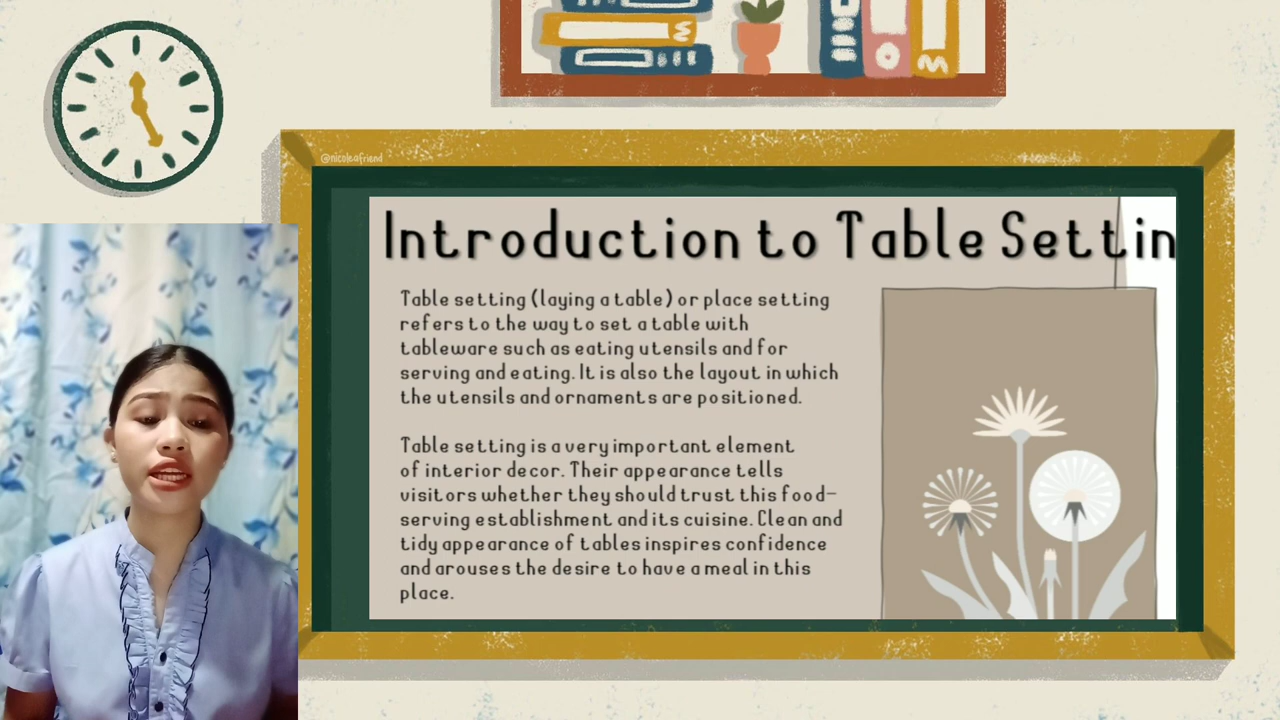 @nicoleafriend
Introduction to Table Settin
Table setting (laying a table) or place setting
refers to the way to set a table with
tableware such as eating utensils and for
serving and eating. It is also the layout in which
the utensils and ornaments are positioned.
Table setting is a very important element
of interior decor. Their appearance tells
visitors whether they should trust this food-
serving establishment and its cuisine. Clean and
tidy appearance of tables inspires confidence
and arouses the desire to have a meal in this
place.